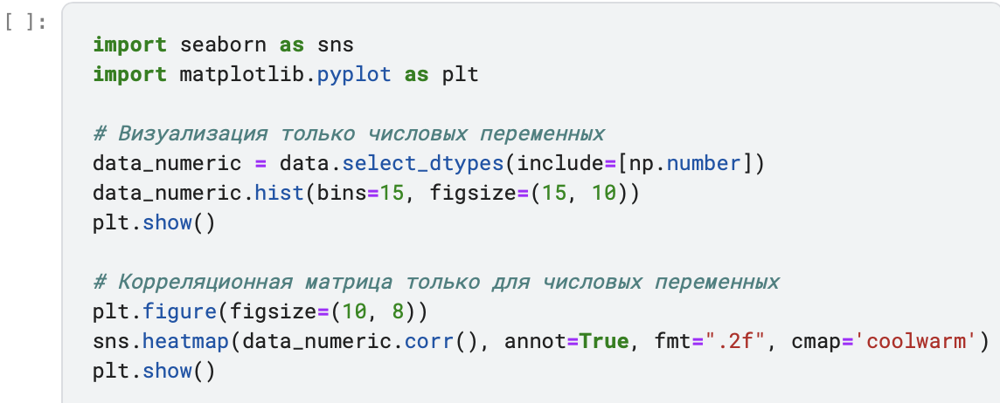 [ ]:
import seaborn as sns
import matplotlib.pyplot as plt
# Визуализация только числовых переменных
data_numeric = data.select_dtypes(include=[np.number])
data_numeric.hist(bins=15, figsize=(15, 10))
plt.show()
# Корреляционная матрица только для числовых переменных
plt.figure(figsize=(10, 8))
sns.heatmap(data_numeric.corr(), annot=True, fmt=".2f", cmap='coolwarm')
plt.show()